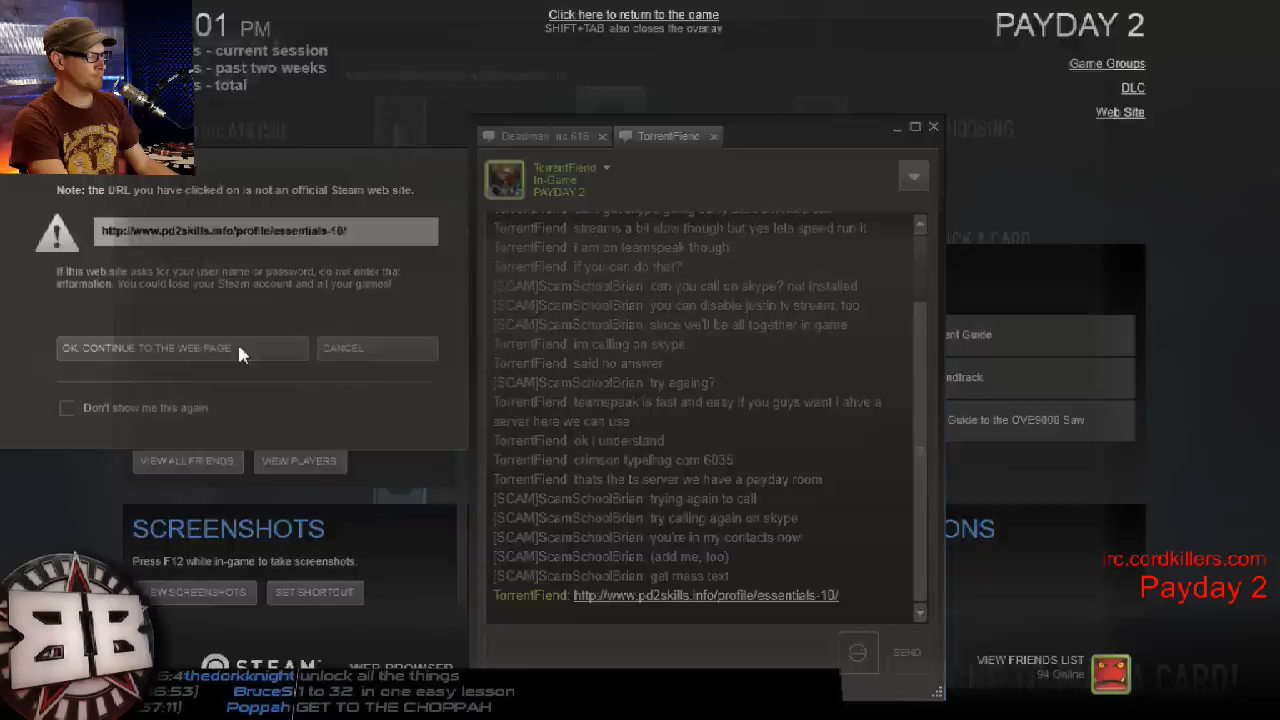 01 PM
s - current session
s - past two weeks
s - total
Click here to return to the game
SHIFT+TAB also closes the overlay
PAYDAY 2
Game Groups
DLC
Web Site
Note: the URL you have clicked on is not an official Steam web site.
http://www.pd2skills.info/profile/essentials-10/
If this web site asks for your user name or password, do not enter that
information. You could lose your Steam account and all your games!
OK, CONTINUE TO THE WEB PAGE
CANCEL
Don't show me this again
VIEW ALL FRIENDS
VIEW PLAYERS
SCREENSHOTS
Press F12 while in-game to take screenshots.
EW SCREENSHOTS
SET SHORTCUT
STEAM
WEB BROWSER
Deadman inc 616
TorrentFiend
TorrentFiend
In-Game
PAYDAY 2
TorrentFiend: streams a bit slow though but yes lets speed run it
TorrentFiend: i am on teamspeak though
TorrentFiend: if you can do that?
[SCAM]ScamSchoolBrian: can you call on skype? not installed
[SCAM]ScamSchoolBrian: you can disable justin tv stream, too
[SCAM]ScamSchoolBrian: since we'll be all together in game
TorrentFiend: im calling on skype
TorrentFiend: said no answer
[SCAM]ScamSchoolBrian: try againg?
TorrentFiend: teamspeak is fast and easy if you guys want I ahve a
server here we can use
TorrentFiend: ok i understand
TorrentFiend: crimson.typefrag.com 6035
TorrentFiend: thats the ts server we have a payday room
[SCAM]ScamSchoolBrian: trying again to call
[SCAM]ScamSchoolBrian: try calling again on skype
[SCAM]ScamSchoolBrian: you're in my contacts now
[SCAM]ScamSchoolBrian: (add me, too)
[SCAM]ScamSchoolBrian: get mass text
TorrentFiend: http://www.pd2skills.info/profile/essentials-10/
SEND
HOOSING
CK A CARD
ent Guide
ndtrack
Guide to the OVE9000 Saw
ONS
irc.cordkillers.com
Payday 2
VIEW FRIENDS LIST
94 Online
A CARD!
BB
5:4 thedorkknight unlock all the things
6:53] BruceS 1 to 32, in one easy lesson
57:11] Poppah GET TO THE CHOPPAH